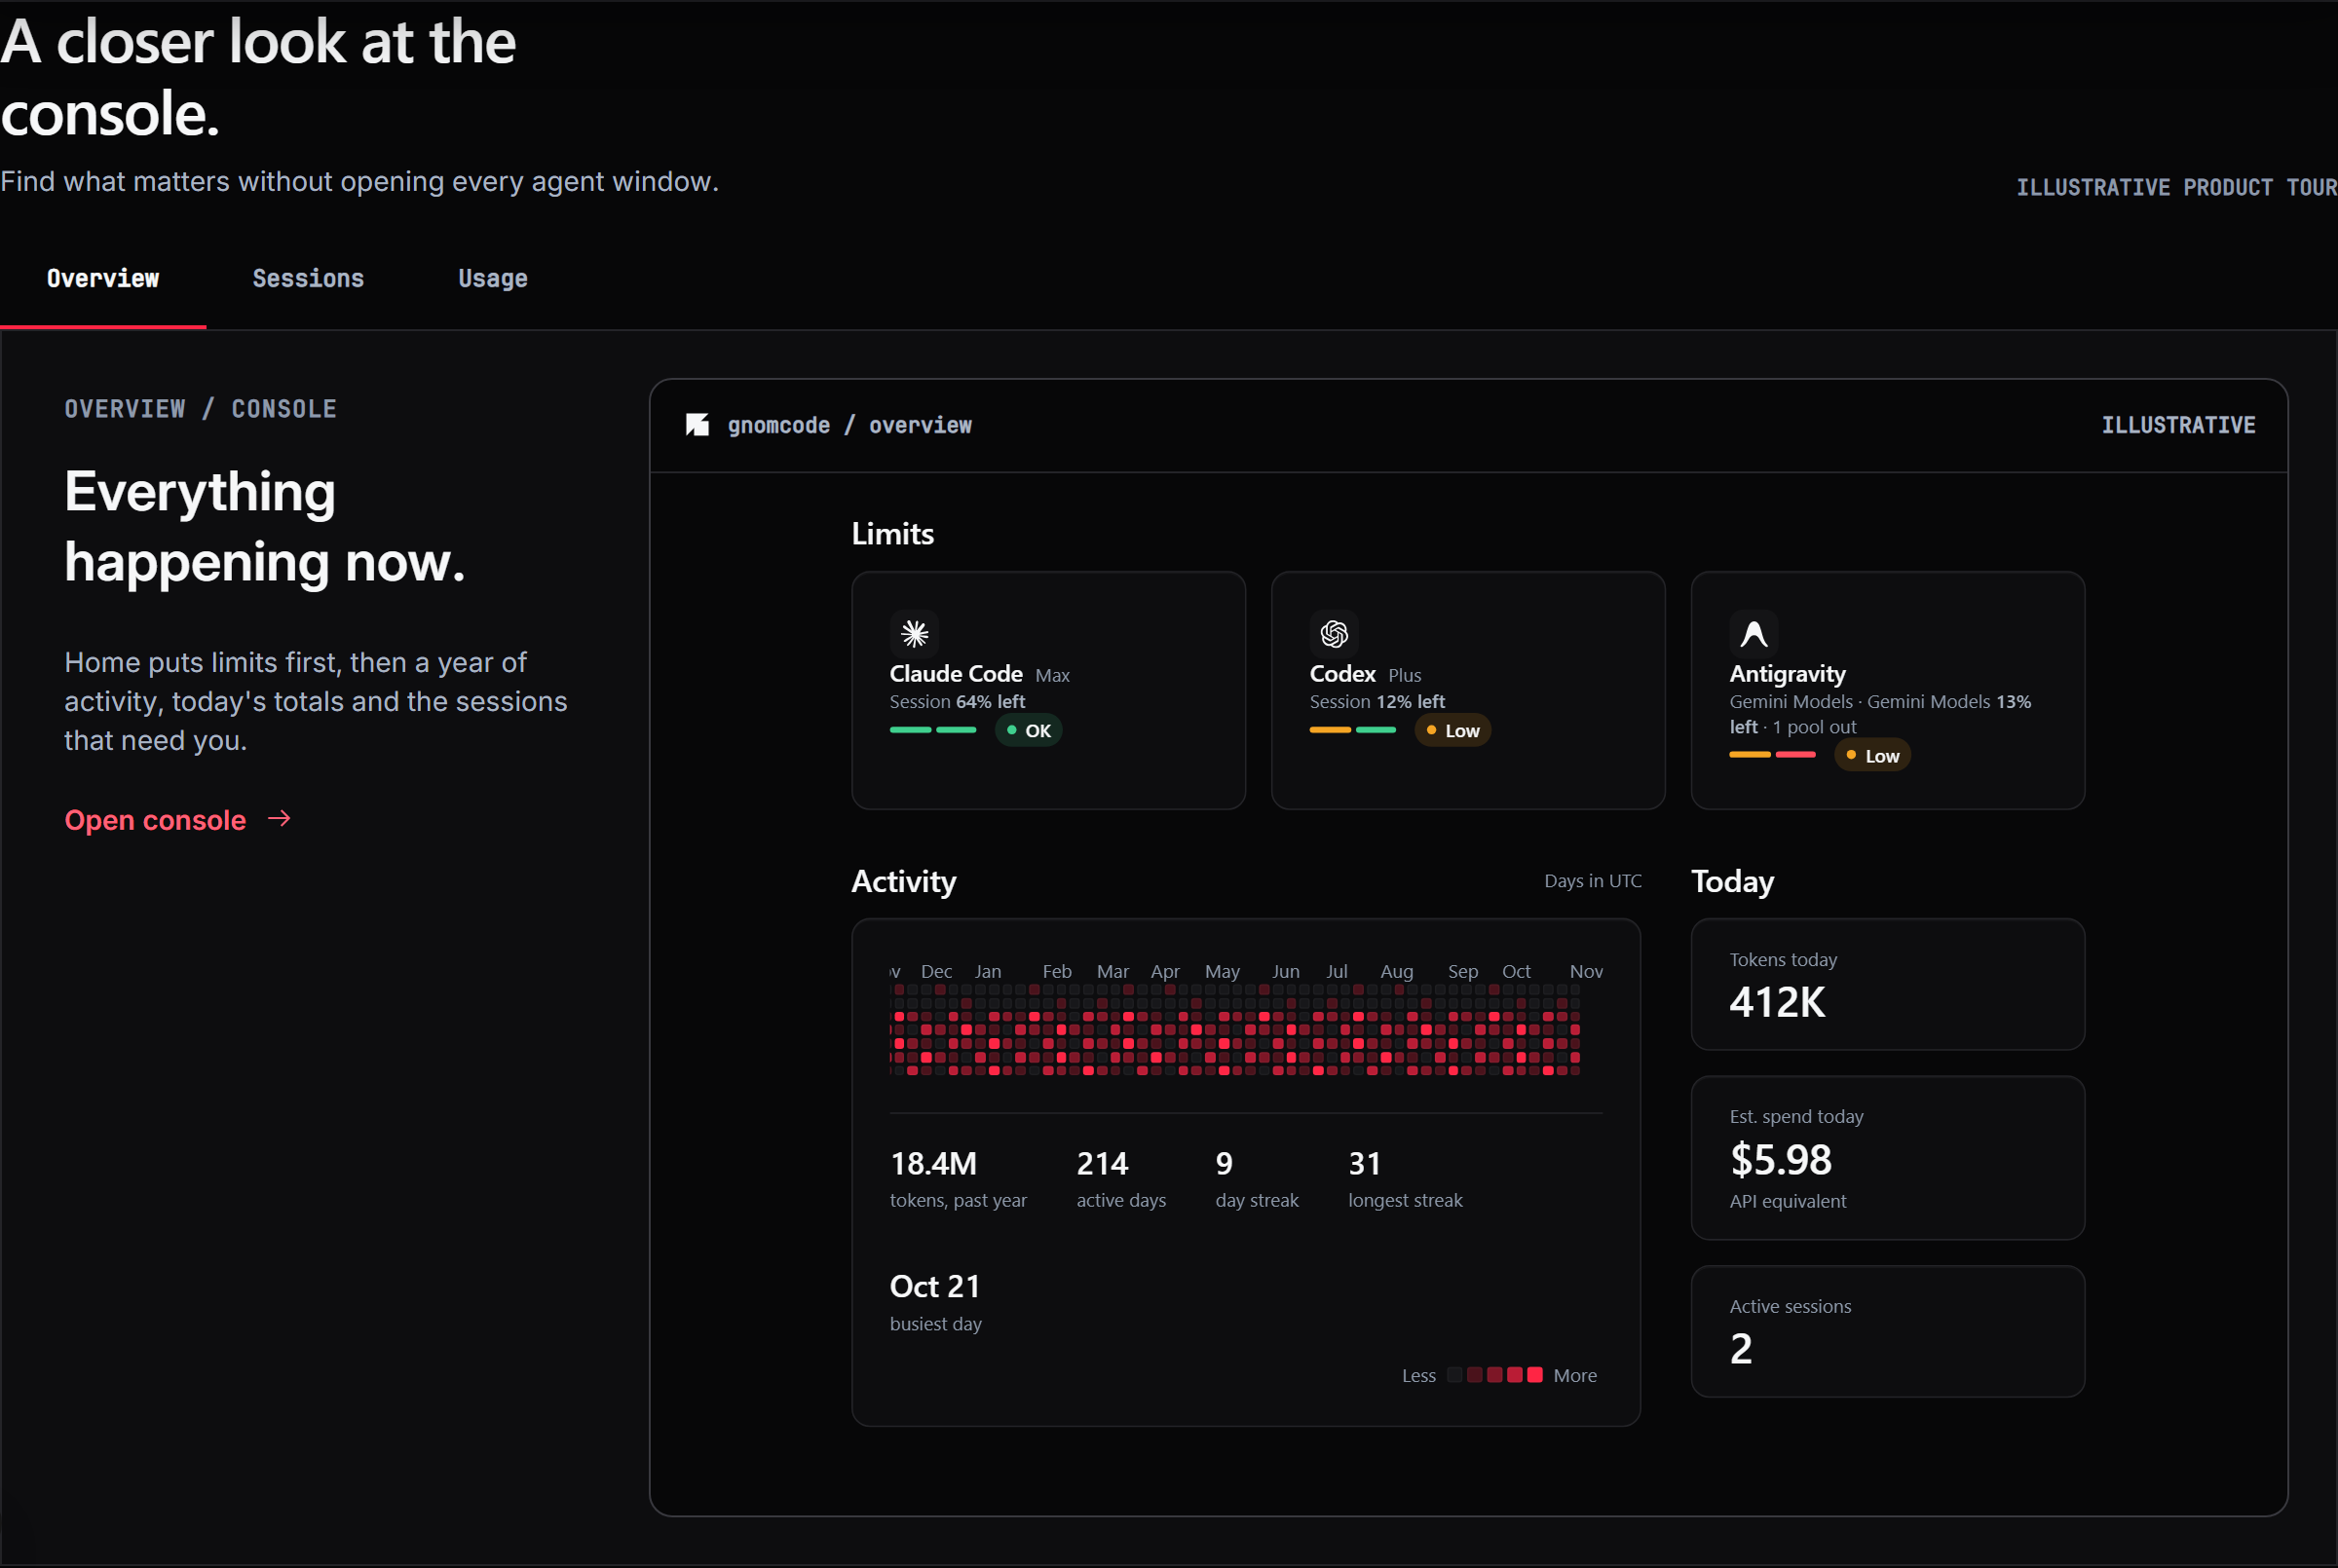 A closer look at the
console.
Find what matters without opening every agent window.
ILLUSTRATIVE PRODUCT TOUR
Overview
Sessions
Usage
OVERVIEW / CONSOLE
Everything
happening now.
Home puts limits first, then a year of
activity, today's totals and the sessions
that need you.
Open console →
gnomcode / overview
ILLUSTRATIVE
Limits
Claude Code Max
Session 64% left
OK
Codex Plus
Session 12% left
Low
Antigravity
Gemini Models · Gemini Models 13%
left · 1 pool out
Low
Activity
Days in UTC
Dec Jan Feb Mar Apr May Jun Jul Aug Sep Oct Nov
18.4M
tokens, past year
214
active days
9
day streak
31
longest streak
Oct 21
busiest day
Less
More
Today
Tokens today
412K
Est. spend today
$5.98
API equivalent
Active sessions
2